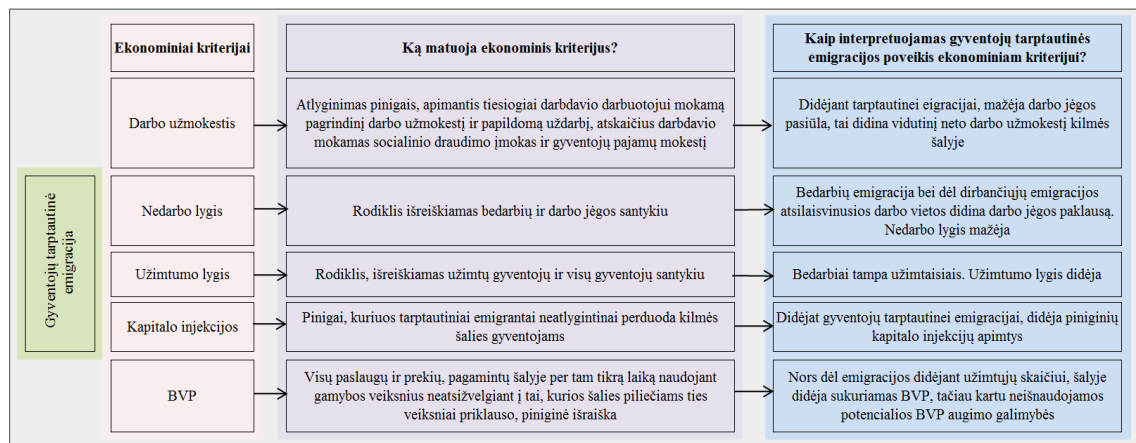 Ekonominiai kriterijai
Ką matuoja ekonominis kriterijus?
Kaip interpretuojamas gyventojų tarptautinės
emigracijos poveikis ekonominiam kriterijui?
Gyventojų tarptautinė
emigracija
Darbo užmokestis
Atlyginimas pinigais, apimantis tiesiogiai darbdavio darbuotojui mokamą
pagrindinį darbo užmokestį ir papildomą uždarbį, atskaičius darbdavio
mokamas socialinio draudimo įmokas ir gyventojų pajamų mokestį
Didėjant tarptautinei eigracijai, mažėja darbo jėgos
pasiūla, tai didina vidutinį neto darbo užmokestį kilmės
šalyje
Nedarbo lygis
Rodiklis išreiškiamas bedarbių ir darbo jėgos santykiu
Bedarbių emigracija bei dėl dirbančiųjų emigracijos
atsilaisvinusios darbo vietos didina darbo jėgos paklausą.
Nedarbo lygis mažėja
Užimtumo lygis
Rodiklis, išreiškiamas užimtų gyventojų ir visų gyventojų santykiu
Bedarbiai tampa užimtaisiais. Užimtumo lygis didėja
Kapitalo injekcijos
Pinigai, kuriuos tarptautiniai emigrantai neatlygintinai perduoda kilmės
šalies gyventojams
Didėjat gyventojų tarptautinei emigracijai, didėja piniginių
kapitalo injekcijų apimtys
BVP
Visų paslaugų ir prekių, pagamintų šalyje per tam tikrą laiką naudojant
gamybos veiksnius neatsižvelgiant į tai, kurios šalies piliečiams ties
veiksniai priklauso, piniginė išraiška
Nors dėl emigracijos didėjant užimtųjų skaičiui, šalyje
didėja sukuriamas BVP, tačiau kartu neišnaudojamos
potencialios BVP augimo galimybės